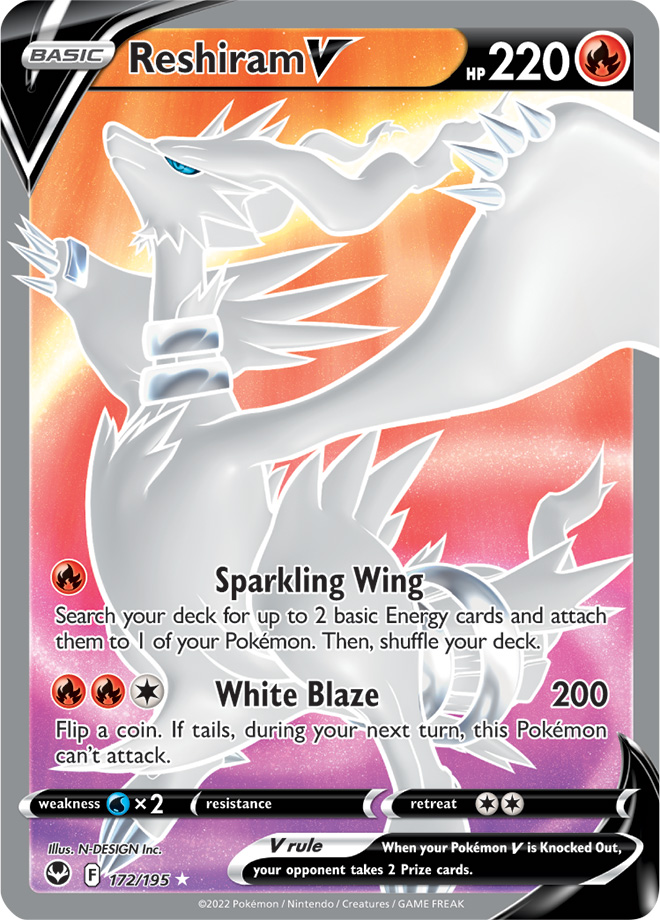 BASIC
Reshiram V
HP 220
Sparkling Wing
Search your deck for up to 2 basic Energy cards and attach
them to 1 of your Pokémon. Then, shuffle your deck.
White Blaze 200
Flip a coin. If tails, during your next turn, this Pokémon
can't attack.
weakness ×2 resistance retreat
Illus. N-DESIGN Inc.
V rule When your Pokémon V is Knocked Out,
your opponent takes 2 Prize cards.
F 172/195 ★
©2022 Pokémon / Nintendo / Creatures / GAME FREAK